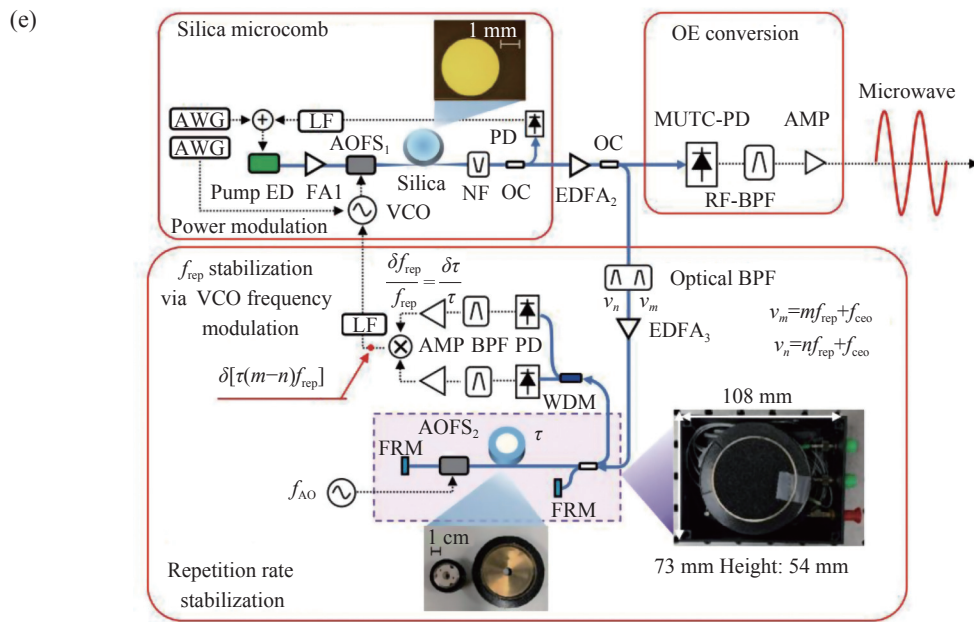 (e)
Silica microcomb
1 mm
OE conversion
AWG
AWG
+
LF
PD
AOFS1
Pump ED
FA1
Silica
NF
OC
EDFA2
OC
VCO
Power modulation
MUTC-PD
AMP
RF-BPF
Microwave
frep stabilization
via VCO frequency
modulation
δfrep/frep = δτ/τ
LF
AMP BPF PD
δ[τ(m−n)frep]
WDM
Optical BPF
νn νm
EDFA3
νm=mfrep+fceo
νn=nfrep+fceo
AOFS2
τ
FRM
fAO
FRM
108 mm
1 cm
73 mm Height: 54 mm
Repetition rate
stabilization